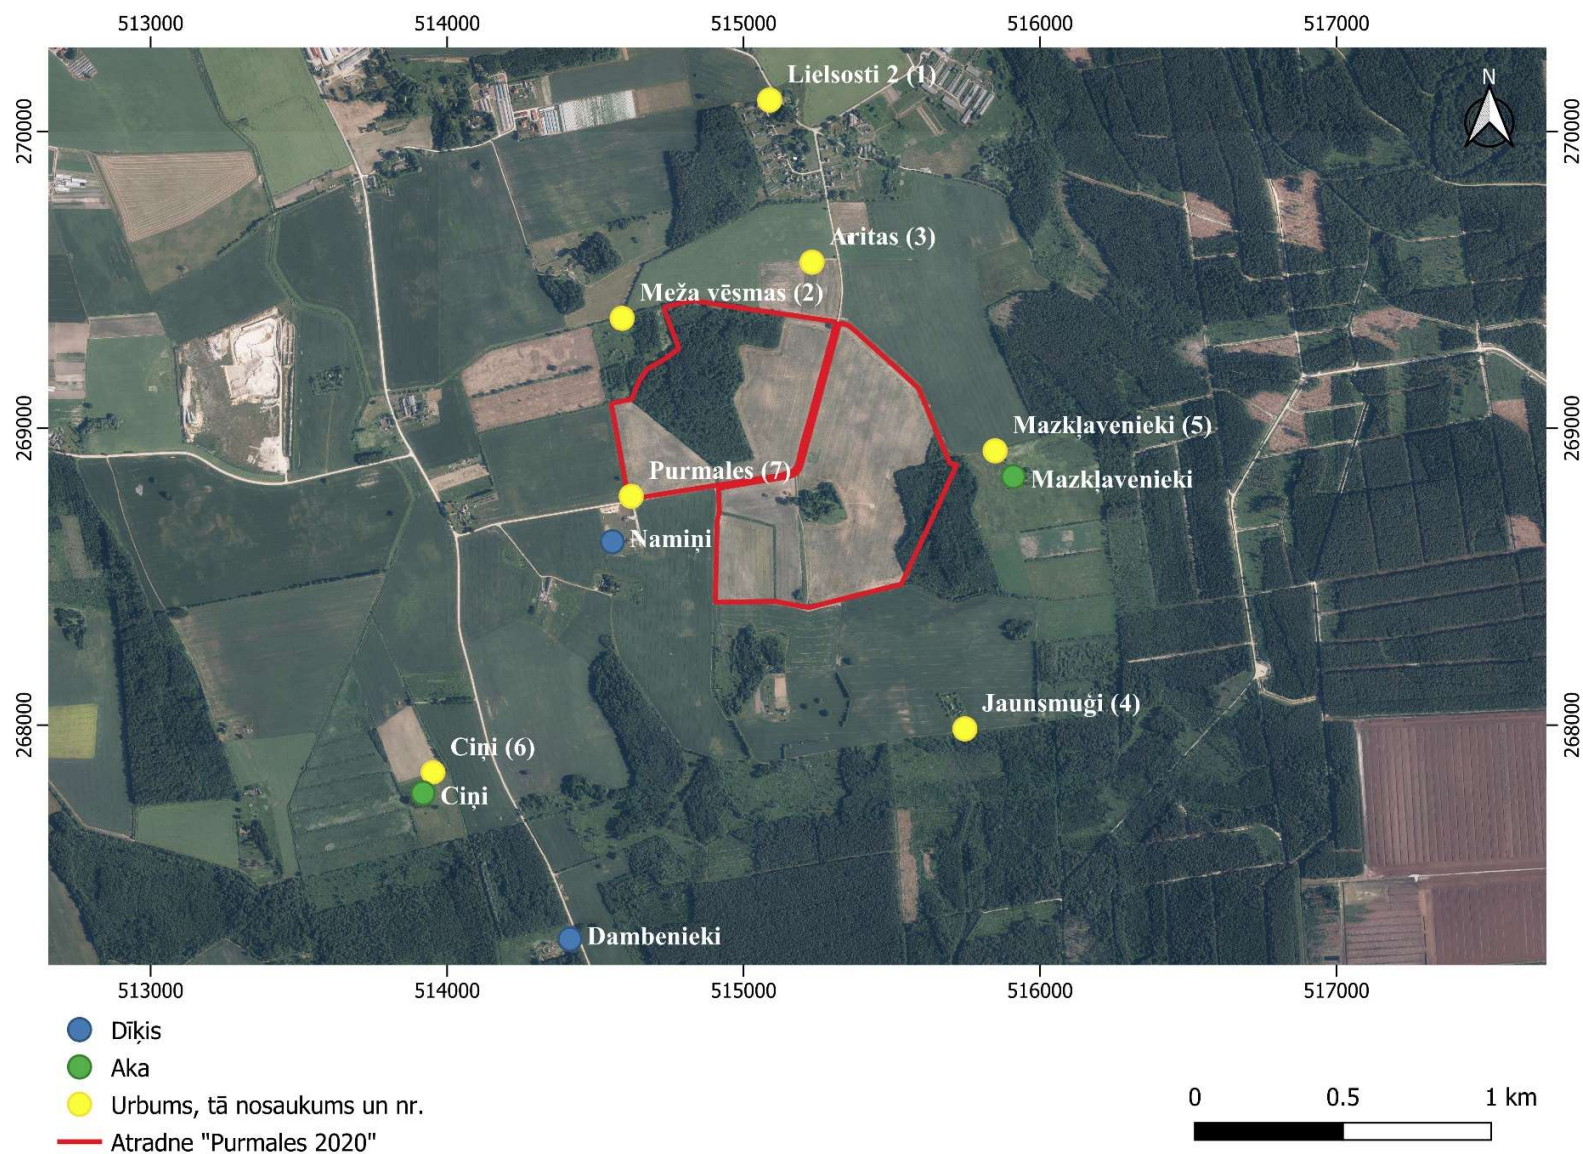 513000 514000 515000 516000 517000
N
270000 270000
269000 269000
268000 268000
Lielsosti 2 (1)
Aritas (3)
Meža vēsmas (2)
Mazkļavenieki (5)
Purmales (7)
Mazkļavenieki
Namiņi
Jaunsmuģi (4)
Ciņi (6)
Ciņi
Dambenieki
513000 514000 515000 516000 517000
Dīķis
Aka
Urbums, tā nosaukums un nr.
Atradne "Purmales 2020"
0 0.5 1 km